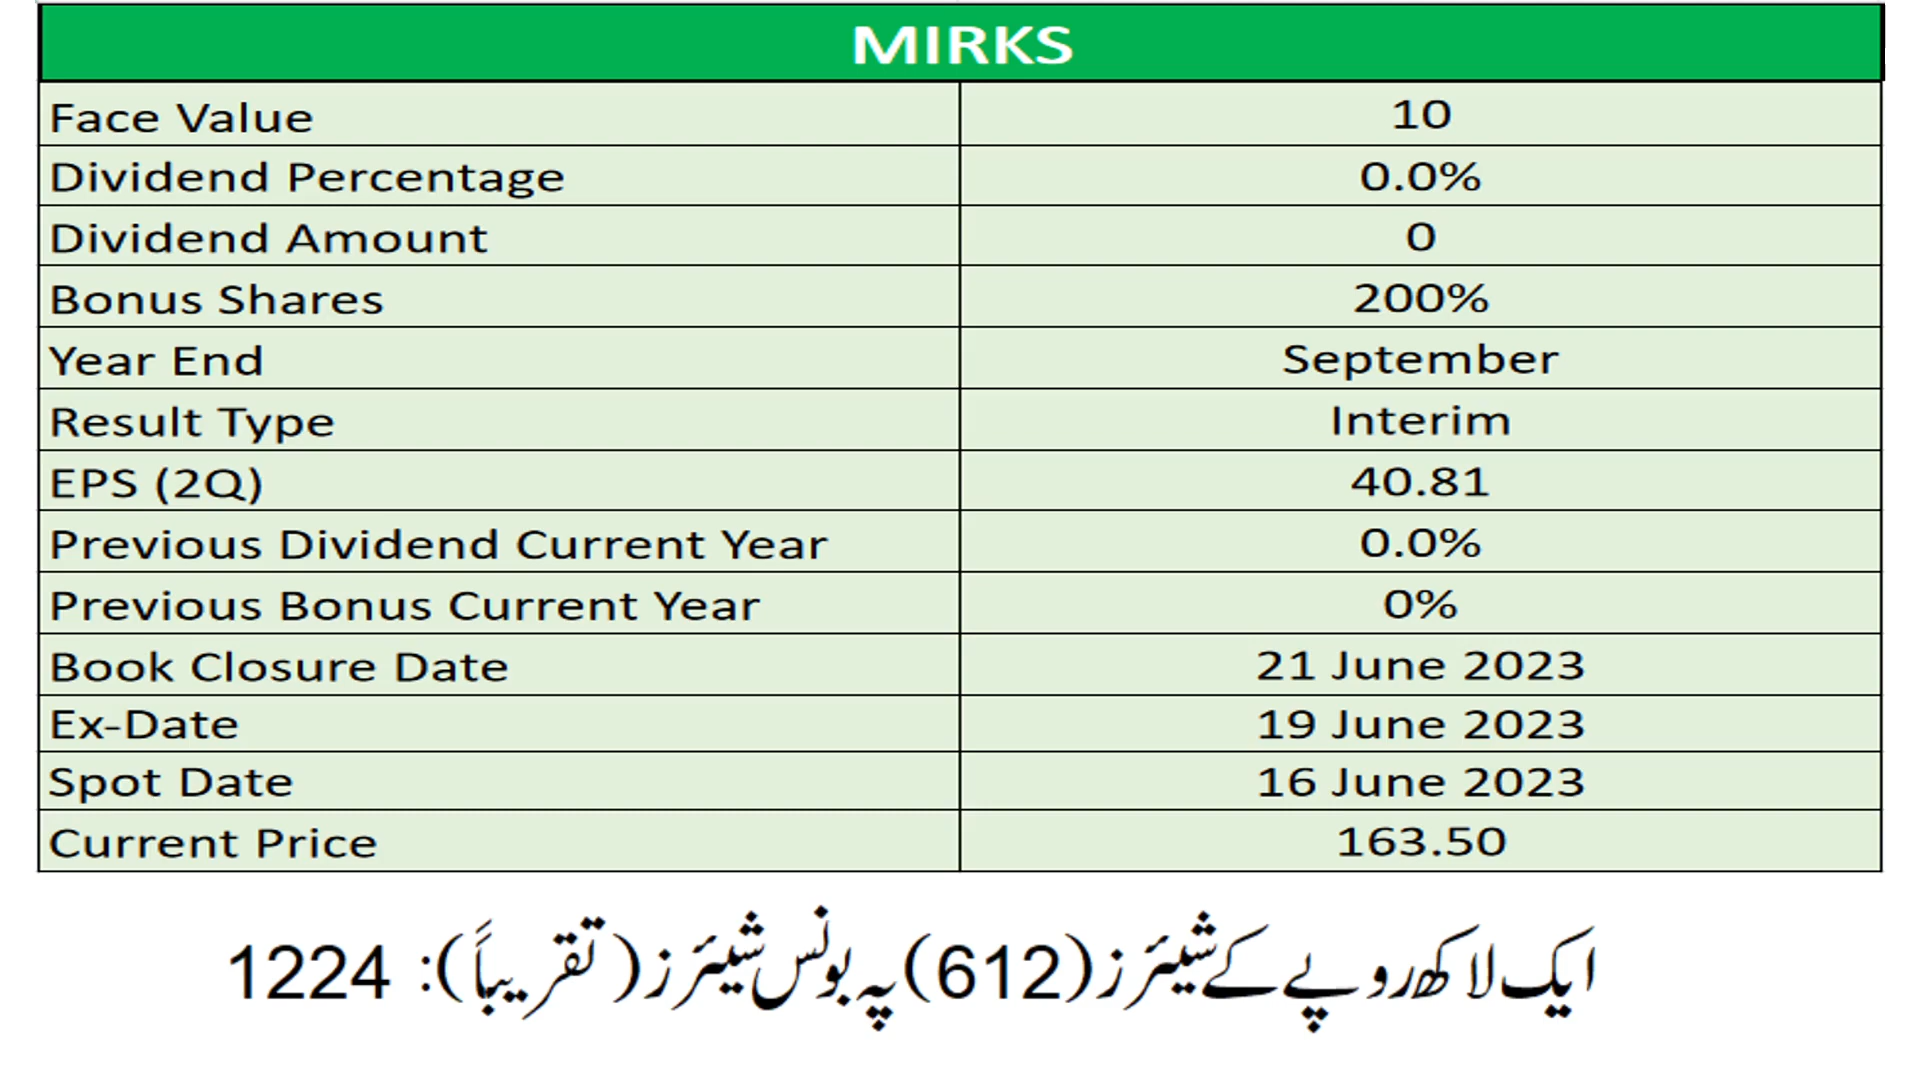 MIRKS
Face Value 10
Dividend Percentage 0.0%
Dividend Amount 0
Bonus Shares 200%
Year End September
Result Type Interim
EPS (2Q) 40.81
Previous Dividend Current Year 0.0%
Previous Bonus Current Year 0%
Book Closure Date 21 June 2023
Ex-Date 19 June 2023
Spot Date 16 June 2023
Current Price 163.50
ایک لاکھ روپے کے شیئرز (612) پہ بونس شیئرز (تقریباً): 1224